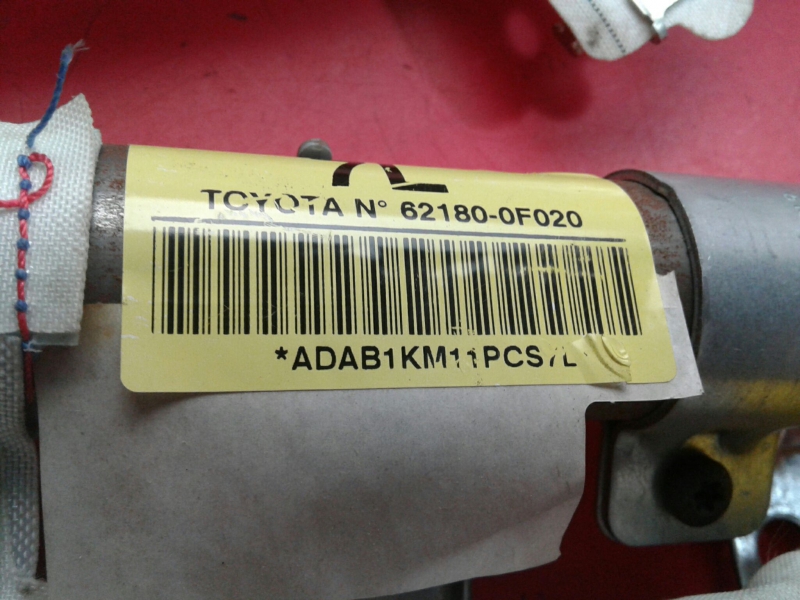 TOYOTA N° 62180-0F020
*ADAB1KM11PCS7L